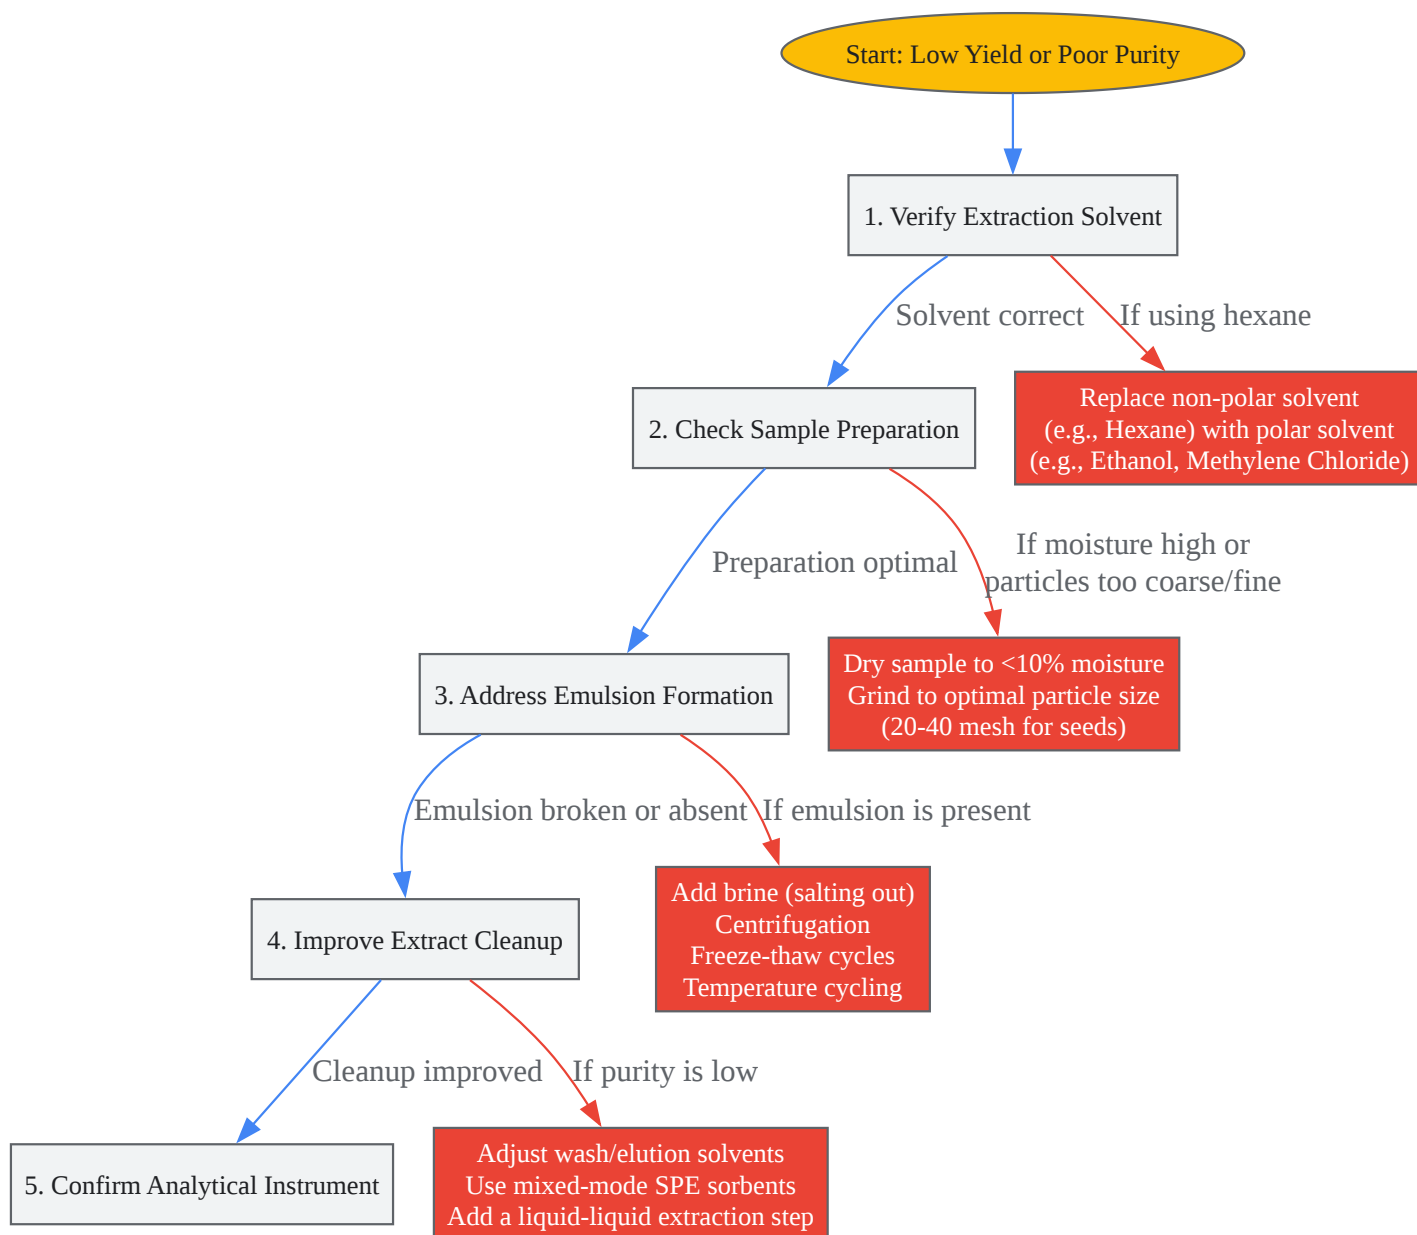 Start: Low Yield or Poor Purity
1. Verify Extraction Solvent
Solvent correct
If using hexane
Replace non-polar solvent
(e.g., Hexane) with polar solvent
(e.g., Ethanol, Methylene Chloride)
2. Check Sample Preparation
Preparation optimal
If moisture high or
particles too coarse/fine
Dry sample to <10% moisture
Grind to optimal particle size
(20-40 mesh for seeds)
3. Address Emulsion Formation
Emulsion broken or absent
If emulsion is present
Add brine (salting out)
Centrifugation
Freeze-thaw cycles
Temperature cycling
4. Improve Extract Cleanup
Cleanup improved
If purity is low
Adjust wash/elution solvents
Use mixed-mode SPE sorbents
Add a liquid-liquid extraction step
5. Confirm Analytical Instrument